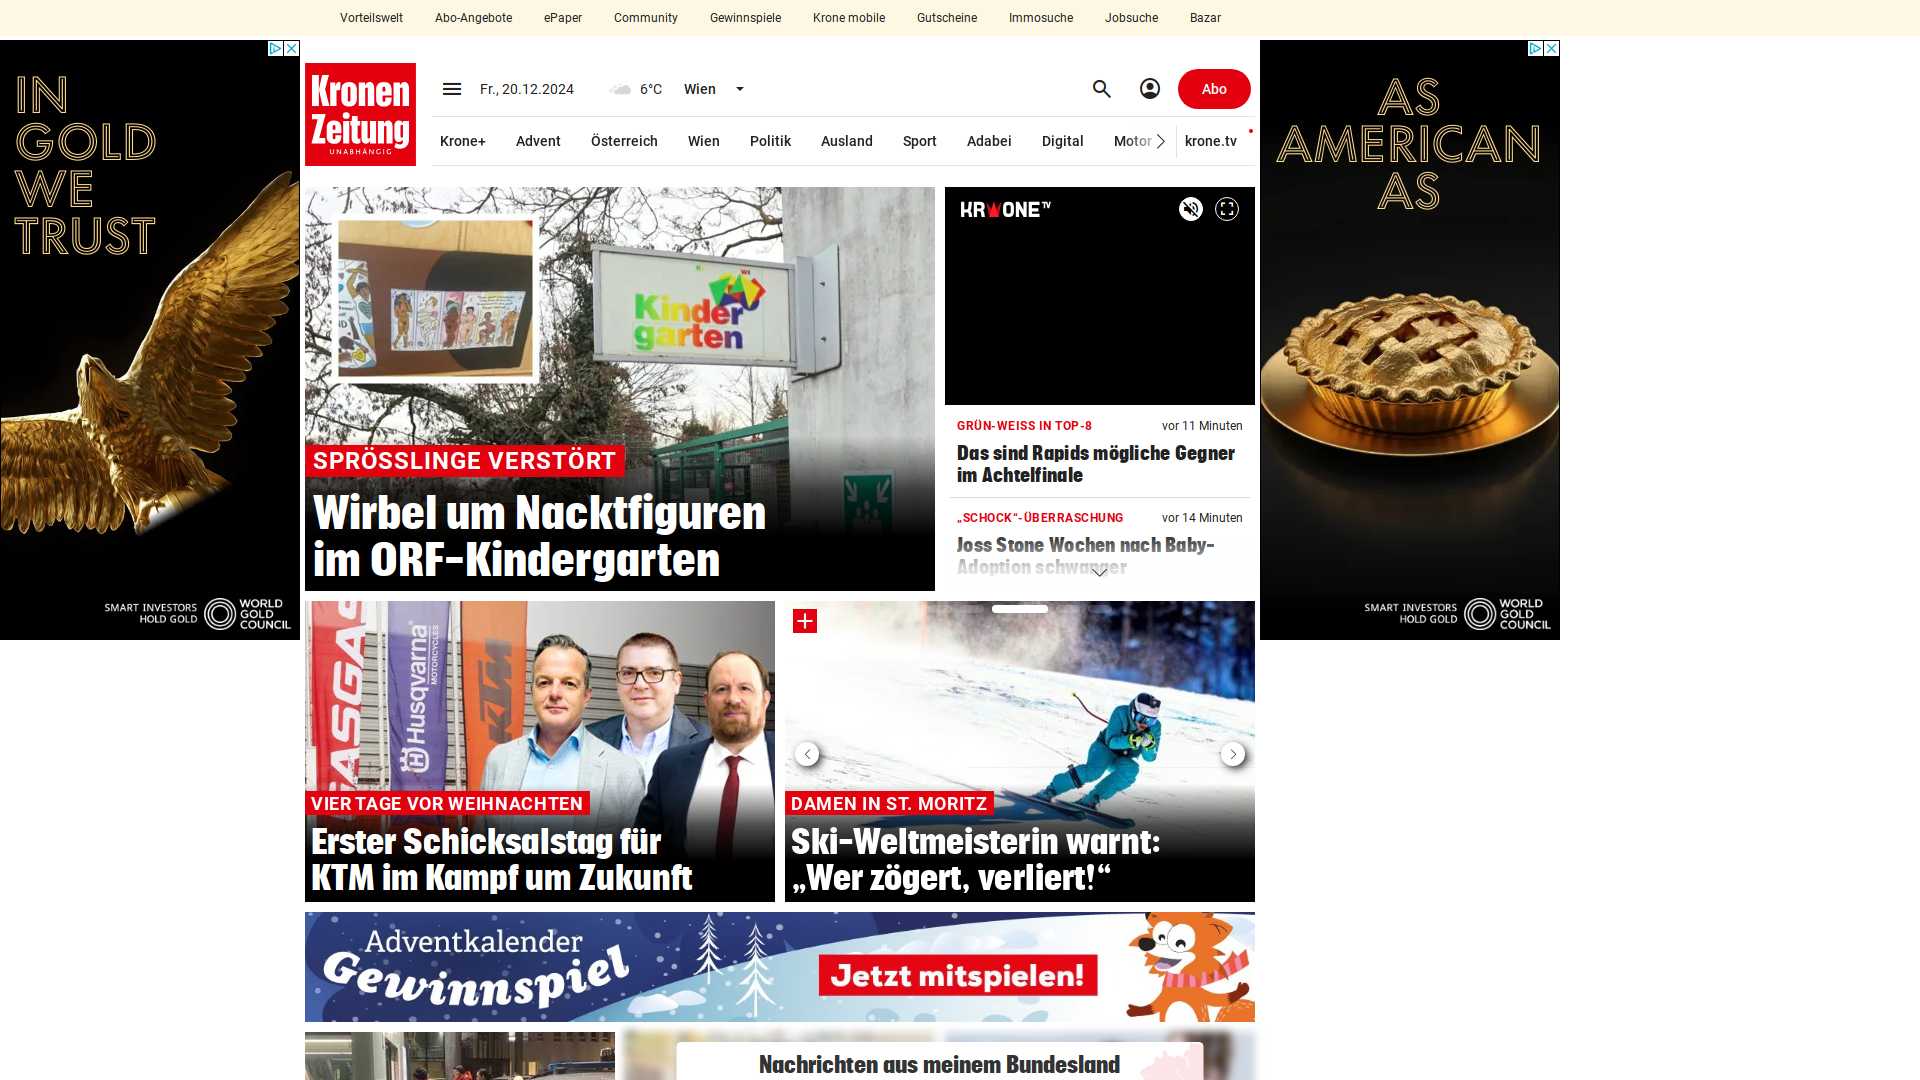 Vorteilswelt
Abo-Angebote
ePaper
Community
Gewinnspiele
Krone mobile
Gutscheine
Immosuche
Jobsuche
Bazar
IN
GOLD
WE
TRUST
SMART INVESTORS
HOLD GOLD
WORLD
GOLD
COUNCIL
Kronen
Zeitung
UNABHÄNGIG
Fr., 20.12.2024
6°C
Wien
Abo
Krone+
Advent
Österreich
Wien
Politik
Ausland
Sport
Adabei
Digital
Motor
krone.tv
Kinder
garten
SPRÖSSLINGE VERSTÖRT
Wirbel um Nacktfiguren
im ORF-Kindergarten
KRONE TV
GRÜN-WEISS IN TOP-8
vor 11 Minuten
Das sind Rapids mögliche Gegner
im Achtelfinale
„SCHOCK“-ÜBERRASCHUNG
vor 14 Minuten
Joss Stone Wochen nach Baby-
Adoption schwanger
AS
AMERICAN
AS
SMART INVESTORS
HOLD GOLD
WORLD
GOLD
COUNCIL
GASGAS
Husqvarna
MOTORCYCLES
KTM
VIER TAGE VOR WEIHNACHTEN
Erster Schicksalstag für
KTM im Kampf um Zukunft
DAMEN IN ST. MORITZ
Ski-Weltmeisterin warnt:
„Wer zögert, verliert!“
Adventkalender
Gewinnspiel
Jetzt mitspielen!
Nachrichten aus meinem Bundesland